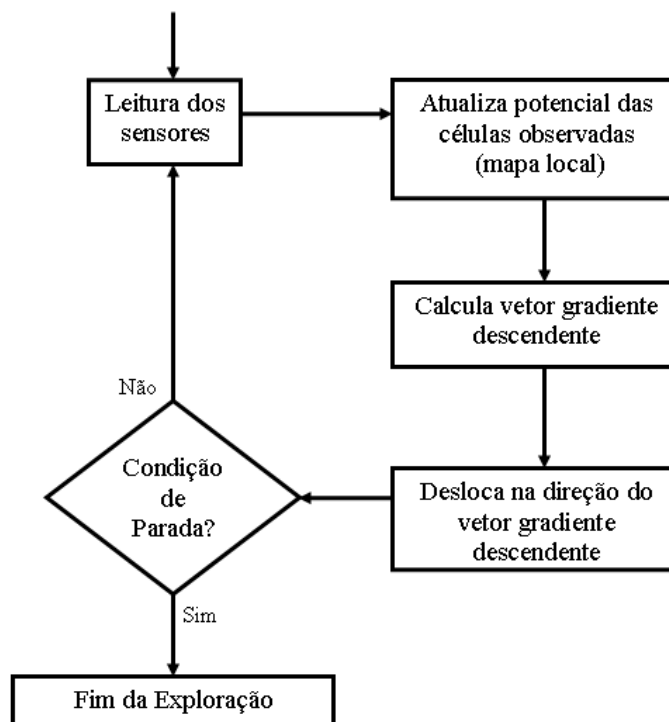 Leitura dos
sensores
Atualiza potencial das
células observadas
(mapa local)
Calcula vetor gradiente
descendente
Desloca na direção do
vetor gradiente
descendente
Condição
de
Parada?
Não
Sim
Fim da Exploração